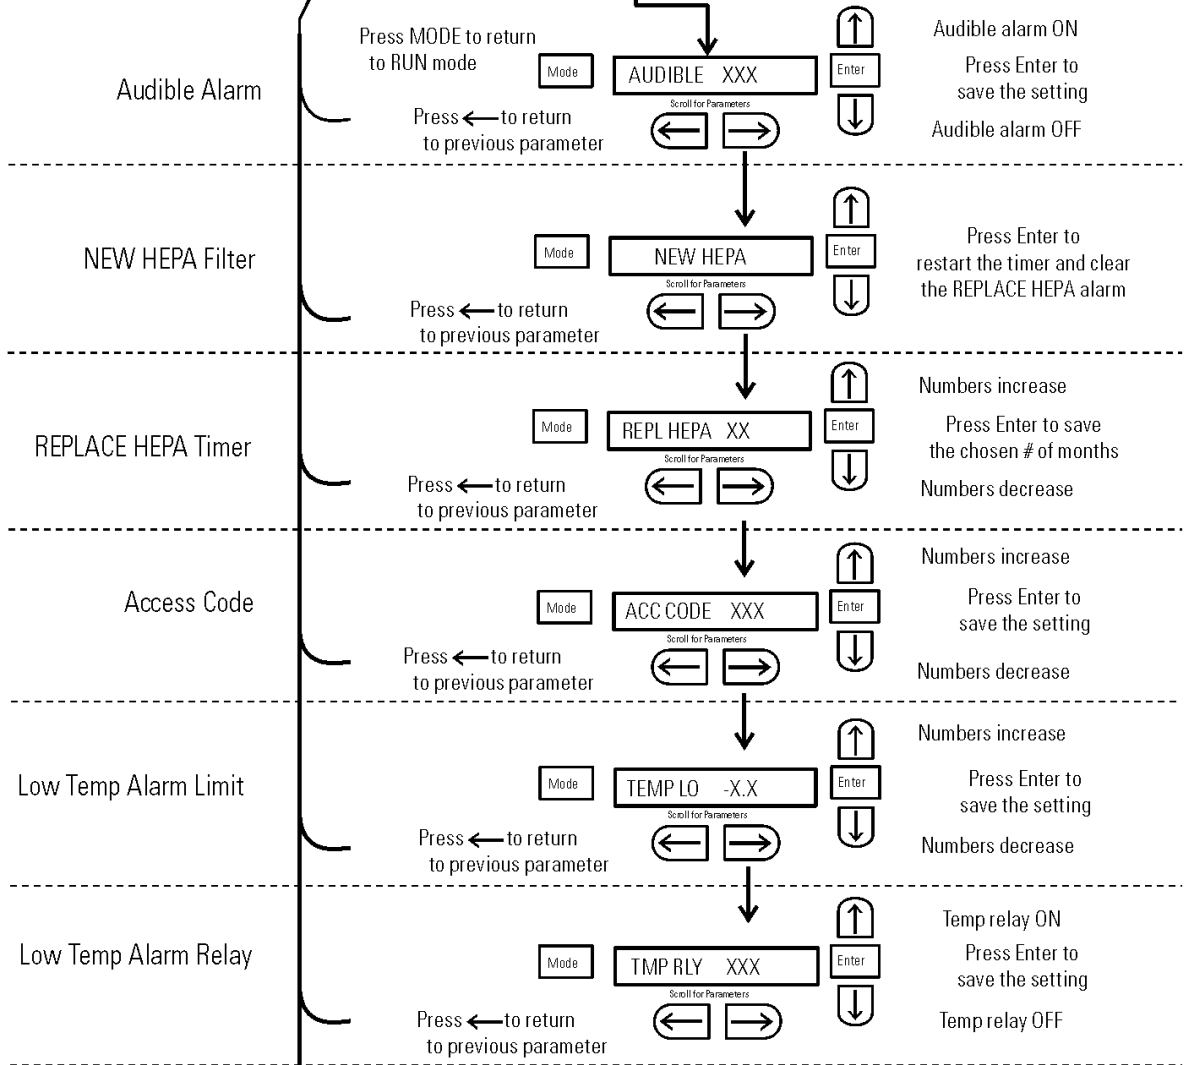 Audible Alarm
Press MODE to return
to RUN mode
Mode
AUDIBLE XXX
Scroll for Parameters
Press ← to return
to previous parameter
Audible alarm ON
Enter
Press Enter to
save the setting
Audible alarm OFF
NEW HEPA Filter
Mode
NEW HEPA
Scroll for Parameters
Press ← to return
to previous parameter
Enter
Press Enter to
restart the timer and clear
the REPLACE HEPA alarm
REPLACE HEPA Timer
Mode
REPL HEPA XX
Scroll for Parameters
Press ← to return
to previous parameter
Numbers increase
Enter
Press Enter to save
the chosen # of months
Numbers decrease
Access Code
Mode
ACC CODE XXX
Scroll for Parameters
Press ← to return
to previous parameter
Numbers increase
Enter
Press Enter to
save the setting
Numbers decrease
Low Temp Alarm Limit
Mode
TEMP LO -X.X
Scroll for Parameters
Press ← to return
to previous parameter
Numbers increase
Enter
Press Enter to
save the setting
Numbers decrease
Low Temp Alarm Relay
Mode
TMP RLY XXX
Scroll for Parameters
Press ← to return
to previous parameter
Temp relay ON
Enter
Press Enter to
save the setting
Temp relay OFF